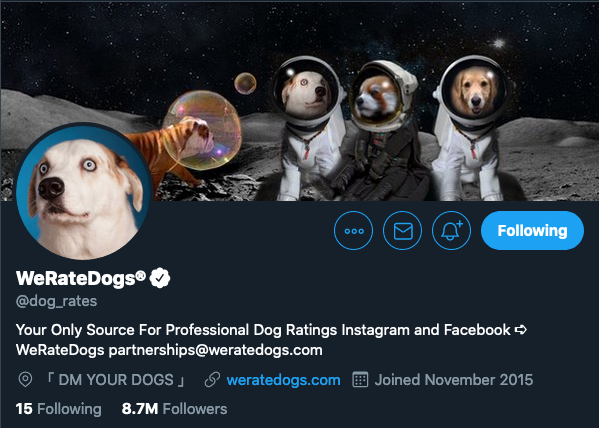 Following
WeRateDogs®
@dog_rates
Your Only Source For Professional Dog Ratings Instagram and Facebook ➪
WeRateDogs partnerships@weratedogs.com
「 DM YOUR DOGS 」 weratedogs.com Joined November 2015
15 Following 8.7M Followers